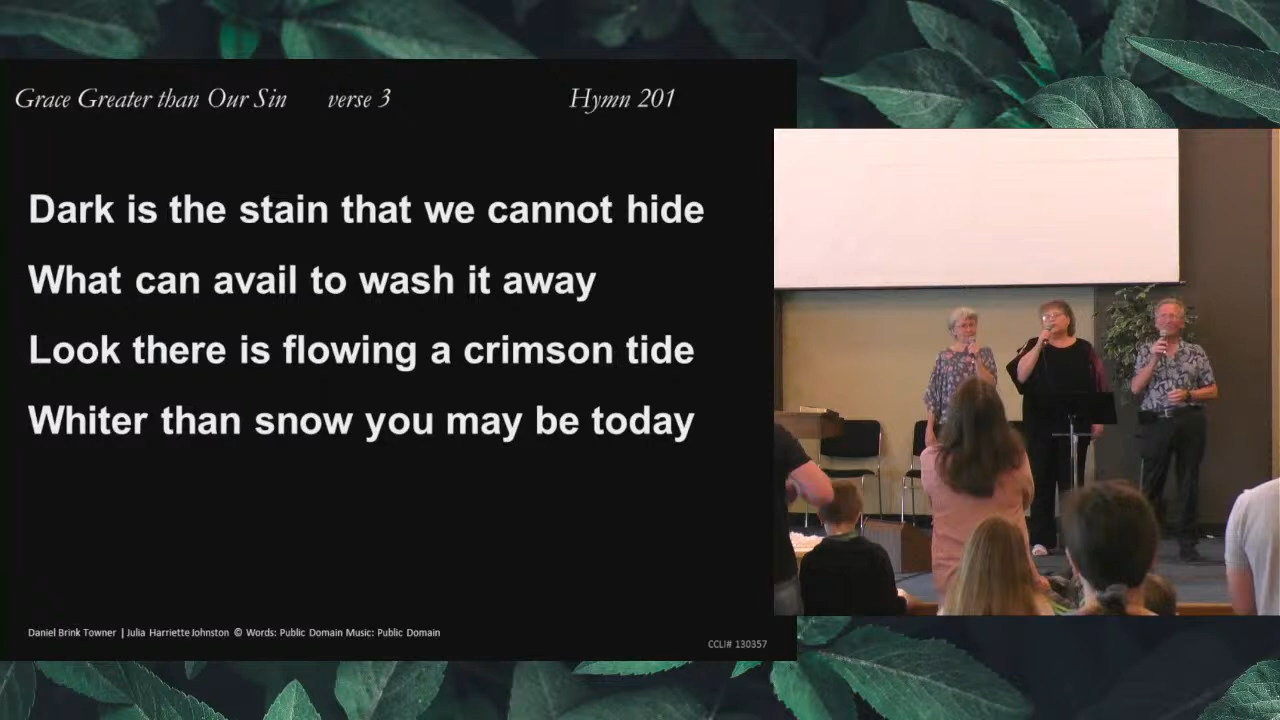 Grace Greater than Our Sin verse 3 Hymn 201
Dark is the stain that we cannot hide
What can avail to wash it away
Look there is flowing a crimson tide
Whiter than snow you may be today
Daniel Brink Towner | Julia Harriette Johnston © Words: Public Domain Music: Public Domain
CCLI# 130357